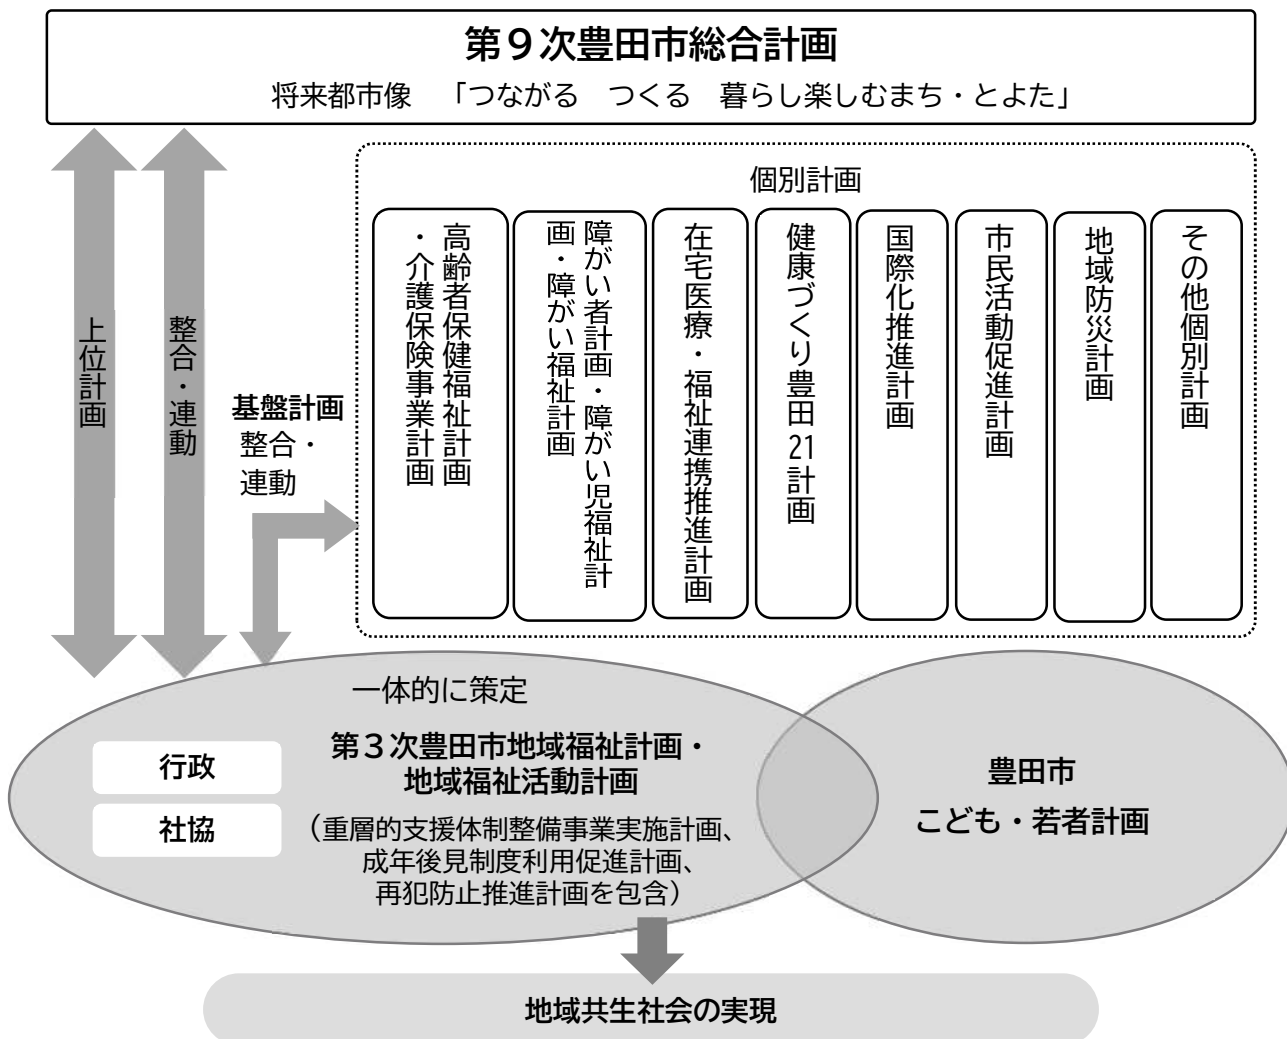 第９次豊田市総合計画
将来都市像　「つながる　つくる　暮らし楽しむまち・とよた」
上位計画
整合・連動
基盤計画
整合・
連動
個別計画
高齢者保健福祉計画
・介護保険事業計画
障がい者計画・障がい児福祉計
画・障がい福祉計画
在宅医療・福祉連携推進計画
健康づくり豊田21計画
国際化推進計画
市民活動促進計画
地域防災計画
その他個別計画
一体的に策定
行政
社協
第３次豊田市地域福祉計画・
地域福祉活動計画
（重層的支援体制整備事業実施計画、
成年後見制度利用促進計画、
再犯防止推進計画を包含）
豊田市
こども・若者計画
地域共生社会の実現